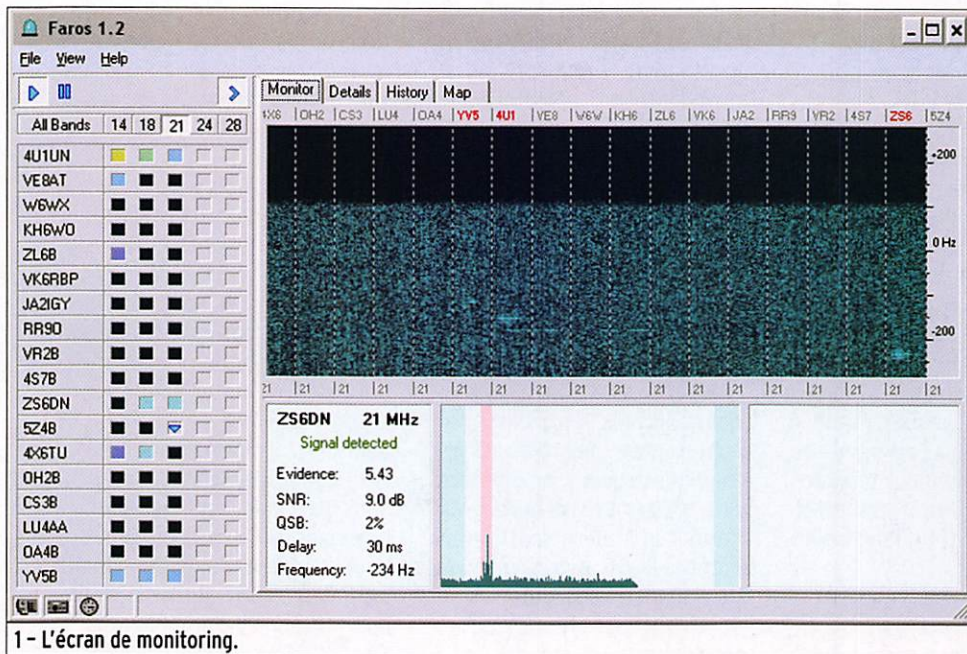 Faros 1.2
File View Help
Monitor Details History Map
All Bands 14 18 21 24 28
4X6 OH2 CS3 LU4 OA4 YV5 4U1 VE8 W6W KH6 ZL6 VK6 JA2 RR9 VR2 4S7 ZS6 5Z4
4U1UN
VE8AT
W6WX
KH6WO
ZL6B
VK6RBP
JA2IGY
RR9O
VR2B
4S7B
ZS6DN
5Z4B
4X6TU
OH2B
CS3B
LU4AA
OA4B
YV5B
+200
0 Hz
-200
21 21 21 21 21 21 21 21 21 21 21 21 21 21 21 21 21 21
ZS6DN 21 MHz
Signal detected
Evidence: 5.43
SNR: 9.0 dB
QSB: 2%
Delay: 30 ms
Frequency: -234 Hz
1 - L'écran de monitoring.